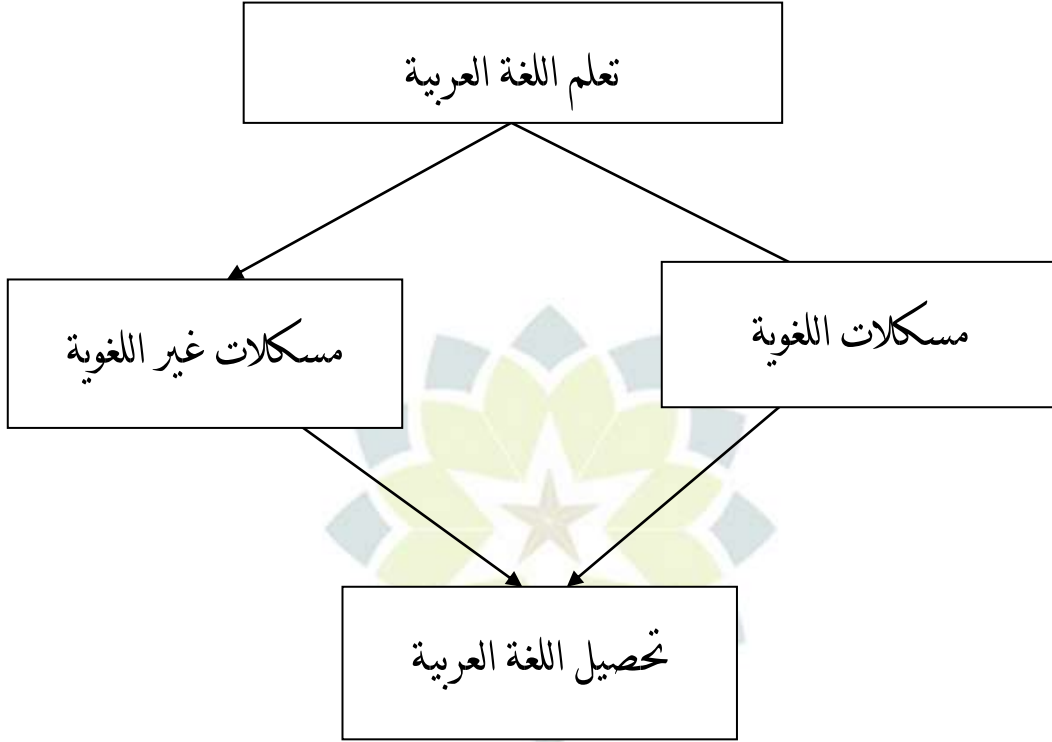 تعلم اللغة العربية
مسكلات اللغوية
مسكلات غير اللغوية
تحصيل اللغة العربية